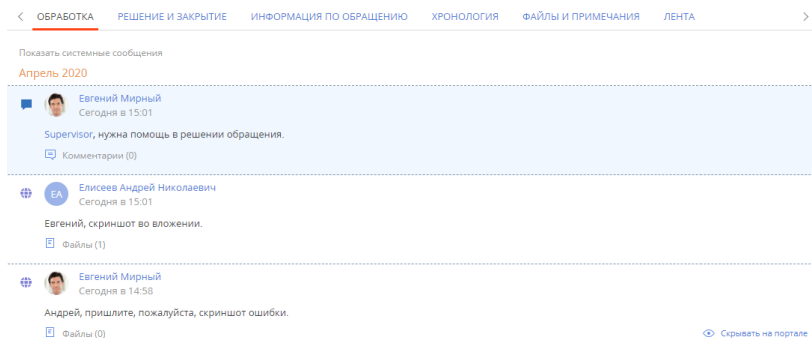 ОБРАБОТКА РЕШЕНИЕ И ЗАКРЫТИЕ ИНФОРМАЦИЯ ПО ОБРАЩЕНИЮ ХРОНОЛОГИЯ ФАЙЛЫ И ПРИМЕЧАНИЯ ЛЕНТА
Показать системные сообщения
Апрель 2020
Евгений Мирный
Сегодня в 15:01
Supervisor, нужна помощь в решении обращения.
Комментарии (0)
Елисеев Андрей Николаевич
EA
Сегодня в 15:01
Евгений, скриншот во вложении.
Файлы (1)
Евгений Мирный
Сегодня в 14:58
Андрей, пришлите, пожалуйста, скриншот ошибки.
Файлы (0) Скрывать на портале